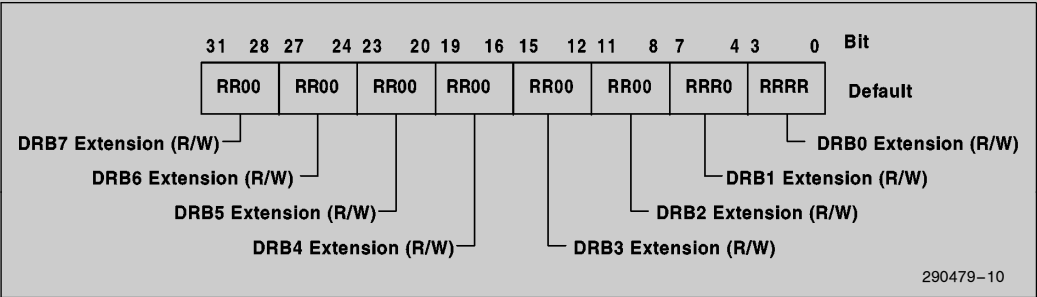 31 28 27 24 23 20 19 16 15 12 11 8 7 4 3 0 Bit
RR00 RR00 RR00 RR00 RR00 RR00 RRR0 RRRR Default
DRB7 Extension (R/W) DRB0 Extension (R/W)
DRB6 Extension (R/W) DRB1 Extension (R/W)
DRB5 Extension (R/W) DRB2 Extension (R/W)
DRB4 Extension (R/W) DRB3 Extension (R/W)
290479–10